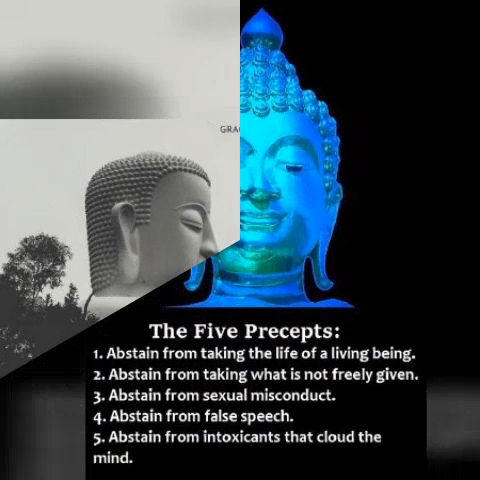 GRA
The Five Precepts:
1. Abstain from taking the life of a living being.
2. Abstain from taking what is not freely given.
3. Abstain from sexual misconduct.
4. Abstain from false speech.
5. Abstain from intoxicants that cloud the
mind.